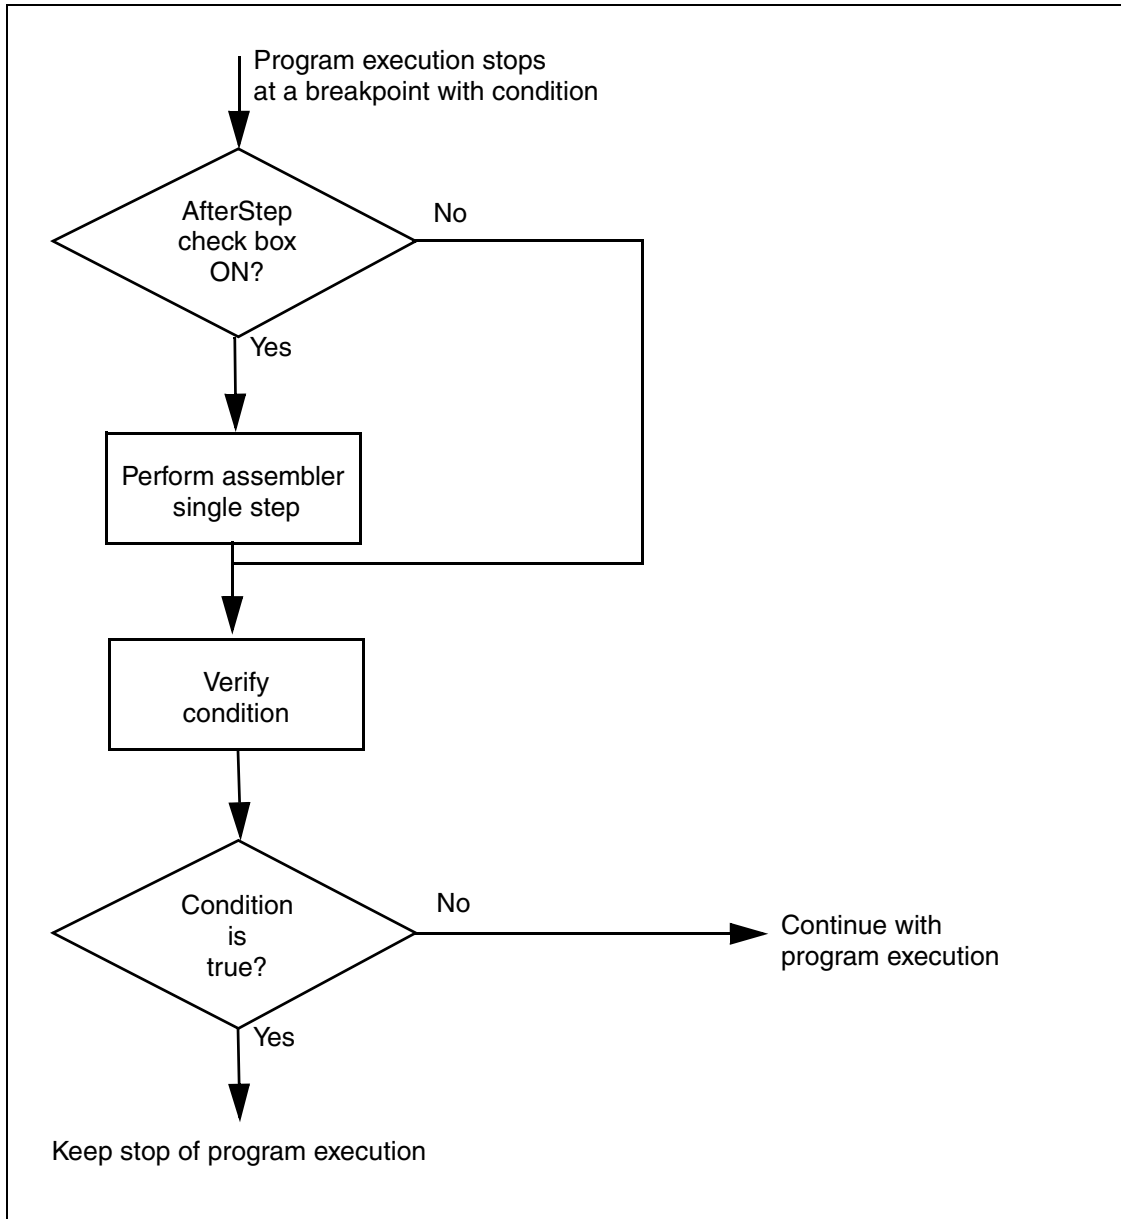 Program execution stops
at a breakpoint with condition
AfterStep
check box
ON?
No
Yes
Perform assembler
single step
Verify
condition
Condition
is
true?
No
Continue with
program execution
Yes
Keep stop of program execution